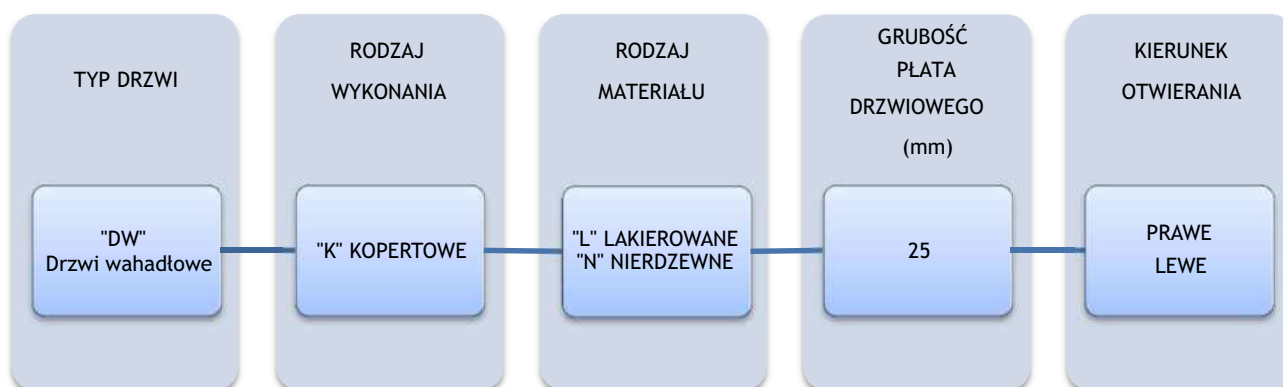 TYP DRZWI
"DW"
Drzwi wahadłowe
RODZAJ
WYKONANIA
"K" KOPERTOWE
RODZAJ
MATERIAŁU
"L" LAKIEROWANE
"N" NIERDZEWNE
GRUBOŚĆ
PŁATA
DRZWIOWEGO
(mm)
25
KIERUNEK
OTWIERANIA
PRAWE
LEWE